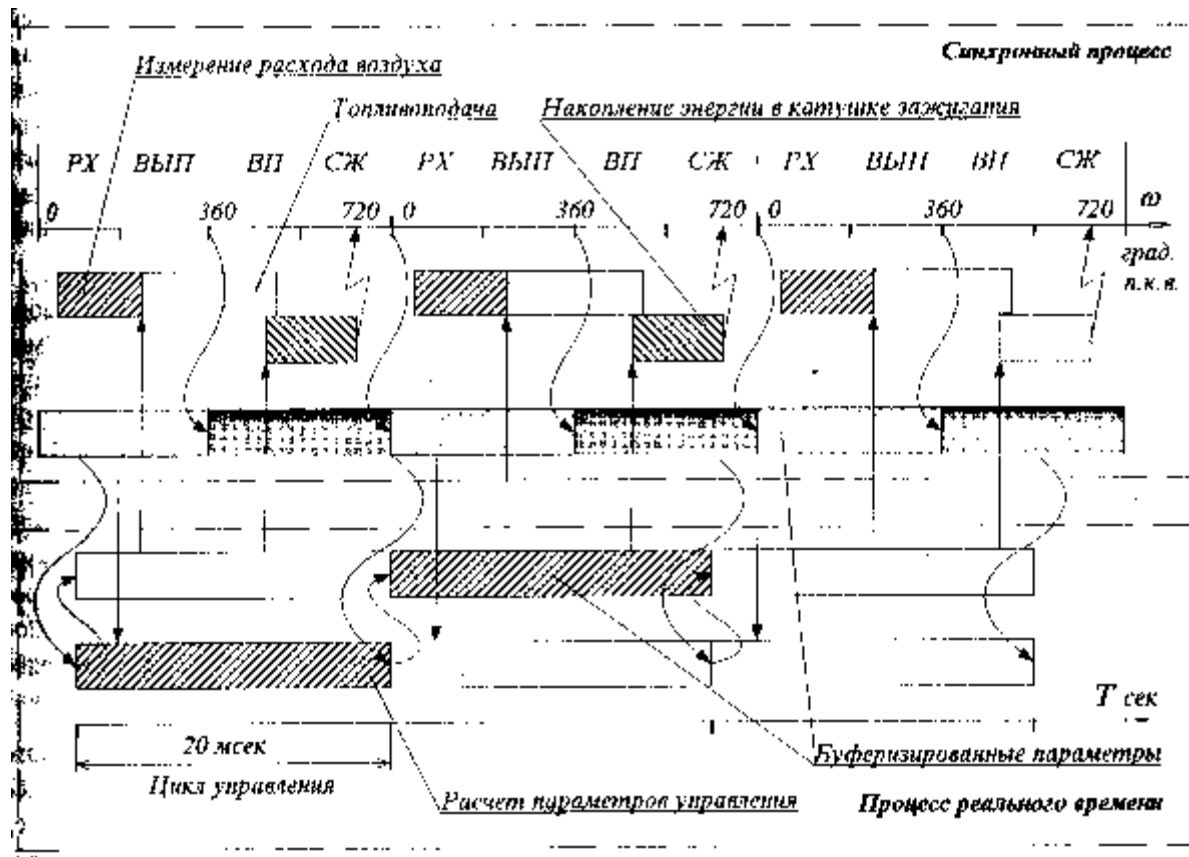 Синхронный процесс
Измерение расхода воздуха
Топливоподача
Накопление энергии в катушке зажигания
РХ ВЫП ВП СЖ РХ ВЫП ВП СЖ РХ ВЫП ВП СЖ
0 360 720 0 360 720 0 360 720 ω
град.
п.к.в.
Т сек
20 мсек
Буферизированные параметры
Цикл управления
Расчет параметров управления
Процесс реального времени